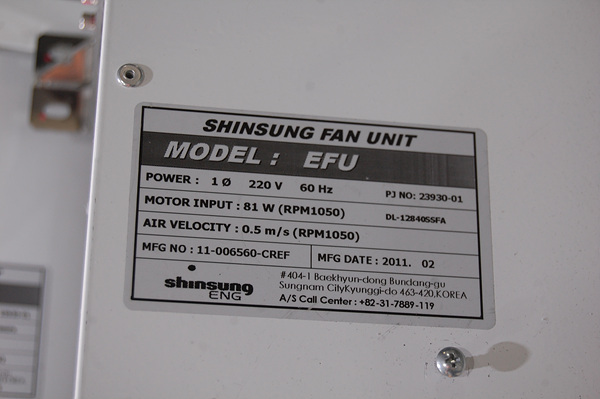 SHINSUNG FAN UNIT
MODEL : EFU
POWER : 1 Ø 220 V 60 Hz PJ NO: 23930-01
MOTOR INPUT : 81 W (RPM1050) DL-12840SSFA
AIR VELOCITY : 0.5 m/s (RPM1050)
MFG NO : 11-006560-CREF MFG DATE : 2011. 02
shinsung
ENG
#404-1 Baekhyun-dong Bundang-gu
Sungnam CityKyunggi-do 463-420.KOREA
A/S Call Center : +82-31-7889-119